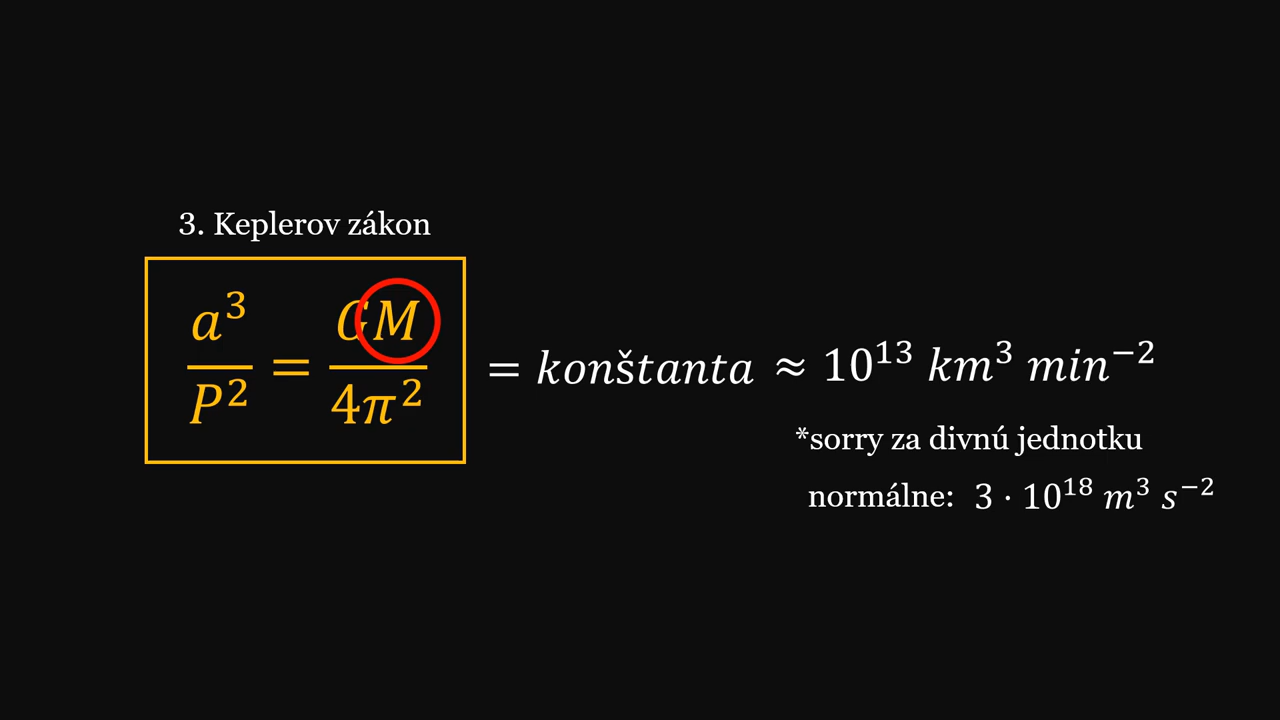 3. Keplerov zákon
a³/P² = GM/4π² = konštanta ≈ 10¹³ km³ min⁻²
*sorry za divnú jednotku
normálne: 3 · 10¹⁸ m³ s⁻²